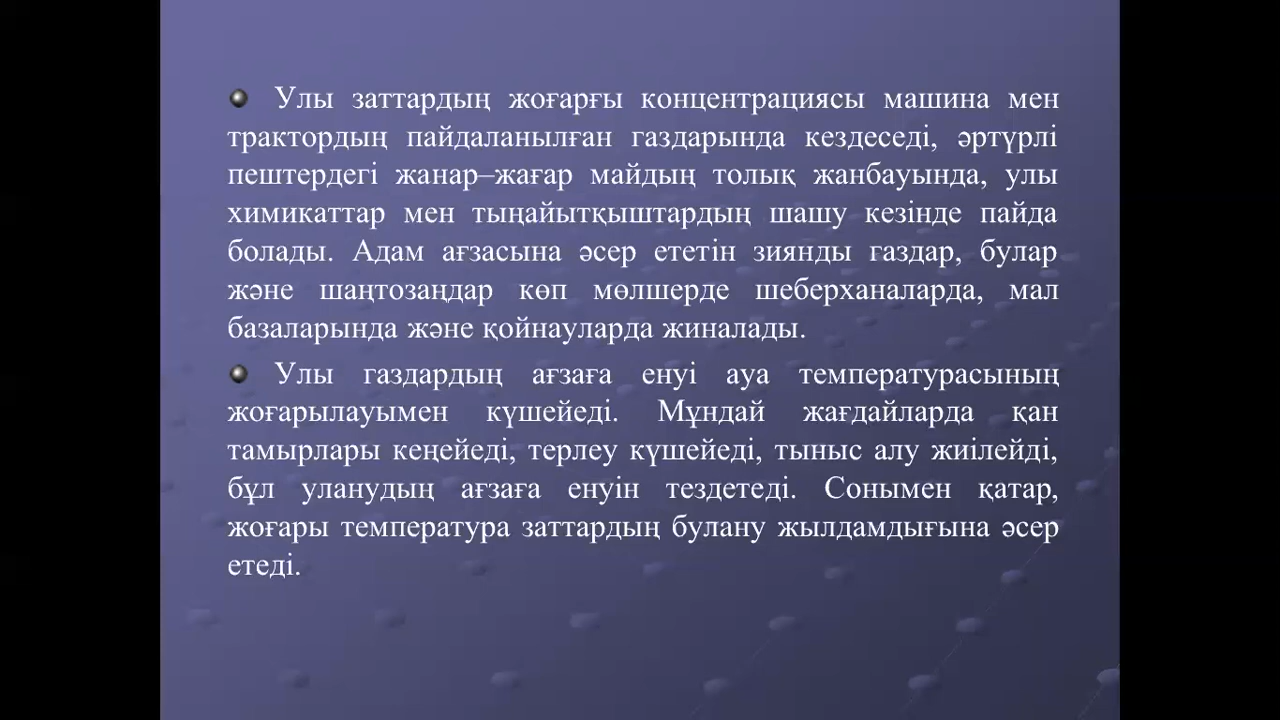 Улы заттардың жоғарғы концентрациясы машина мен
трактордың пайдаланылған газдарында кездеседі, әртүрлі
пештердегі жанар–жағар майдың толық жанбауында, улы
химикаттар мен тыңайытқыштардың шашу кезінде пайда
болады. Адам ағзасына әсер ететін зиянды газдар, булар
және шаңтозаңдар көп мөлшерде шеберханаларда, мал
базаларында және қойнауларда жиналады.
Улы газдардың ағзаға енуі ауа температурасының
жоғарылауымен күшейеді. Мұндай жағдайларда қан
тамырлары кеңейеді, терлеу күшейеді, тыныс алу жиілейді,
бұл уланудың ағзаға енуін тездетеді. Сонымен қатар,
жоғары температура заттардың булану жылдамдығына әсер
етеді.